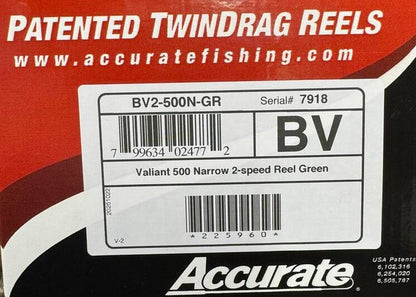 PATENTED TWINDRAG REELS
www.accuratefishing.com
BV2-500N-GR Serial# 7918
7 99634 02477 2
BV
Valiant 500 Narrow 2-speed Reel Green
20251022
V-2
*225960*
Accurate®
USA Patents
6,102,316
6,254,020
6,505,787